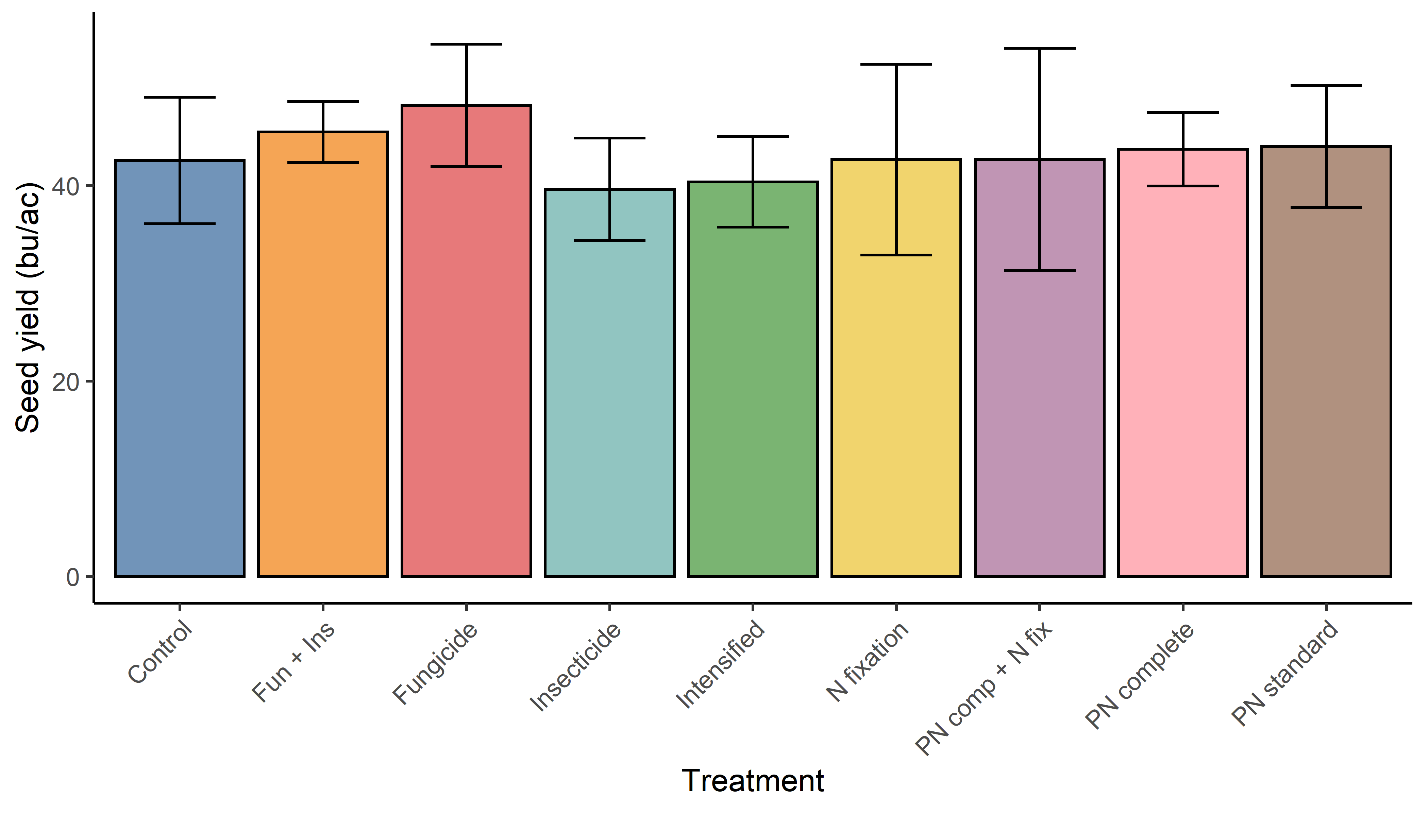 Seed yield (bu/ac)
40
20
0
Control
Fun + Ins
Fungicide
Insecticide
Intensified
N fixation
PN comp + N fix
PN complete
PN standard
Treatment